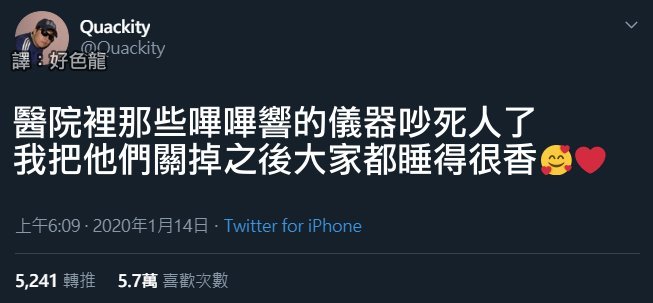 Quackity
@Quackity
譯：好色龍
醫院裡那些嗶嗶響的儀器吵死人了
我把他們關掉之後大家都睡得很香🥰❤️
上午6:09 · 2020年1月14日 · Twitter for iPhone
5,241 轉推 5.7萬 喜歡次數